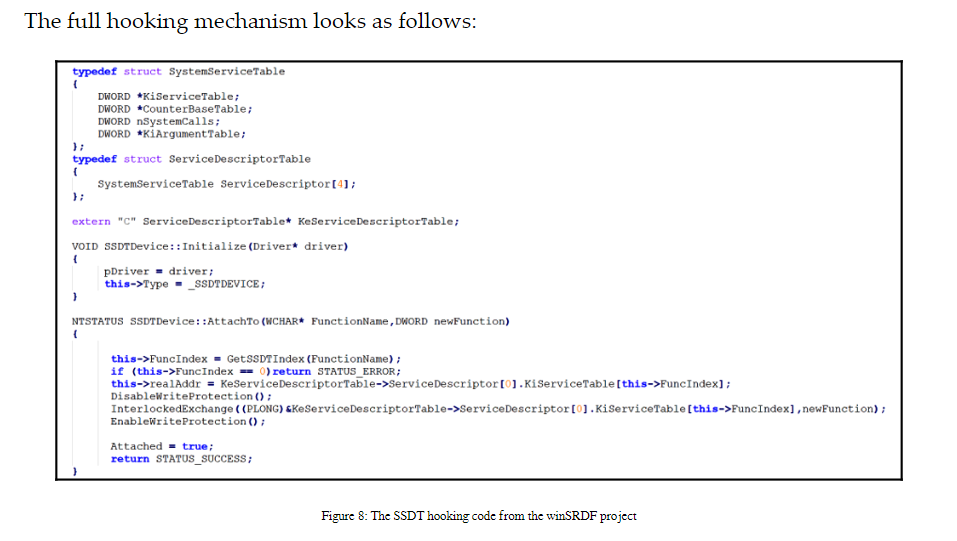 The full hooking mechanism looks as follows:
typedef struct SystemServiceTable
{
DWORD *KiServiceTable;
DWORD *CounterBaseTable;
DWORD nSystemCalls;
DWORD *KiArgumentTable;
};
typedef struct ServiceDescriptorTable
{
SystemServiceTable ServiceDescriptor[4];
};
extern "C" ServiceDescriptorTable* KeServiceDescriptorTable;
VOID SSDTDevice::Initialize(Driver* driver)
{
pDriver = driver;
this->Type = _SSDTDEVICE;
}
NTSTATUS SSDTDevice::AttachTo(WCHAR* FunctionName,DWORD newFunction)
{
this->FuncIndex = GetSSDTIndex(FunctionName);
if (this->FuncIndex == 0)return STATUS_ERROR;
this->realAddr = KeServiceDescriptorTable->ServiceDescriptor[0].KiServiceTable[this->FuncIndex];
DisableWriteProtection();
InterlockedExchange((PLONG)&KeServiceDescriptorTable->ServiceDescriptor[0].KiServiceTable[this->FuncIndex],newFunction);
EnableWriteProtection();
Attached = true;
return STATUS_SUCCESS;
}
Figure 8: The SSDT hooking code from the winSRDF project